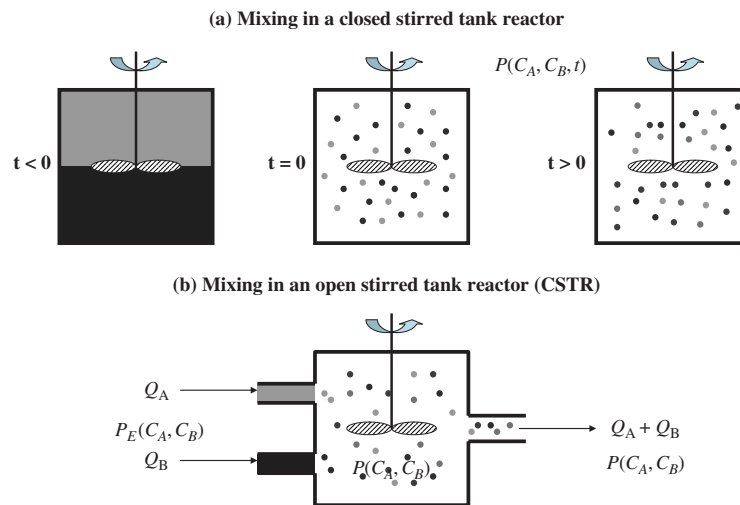 (a) Mixing in a closed stirred tank reactor
P(C_A, C_B, t)
t < 0
t = 0
t > 0
(b) Mixing in an open stirred tank reactor (CSTR)
Q_A
P_E(C_A, C_B)
Q_B
P(C_A, C_B)
Q_A + Q_B
P(C_A, C_B)